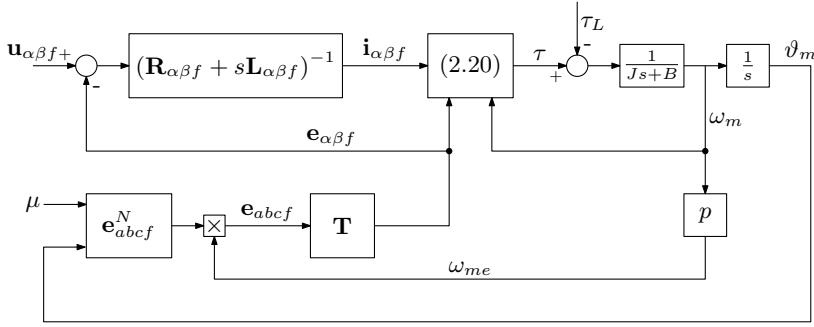 τ_L
𝐮_{αβf} + - (𝐑_{αβf} + s𝐋_{αβf})^{−1} 𝐢_{αβf} (2.20) τ + - 1/(Js+B) 1/s ϑ_m
ω_m
𝐞_{αβf}
μ 𝐞^N_{abcf} × 𝐞_{abcf} 𝐓 p
ω_{me}